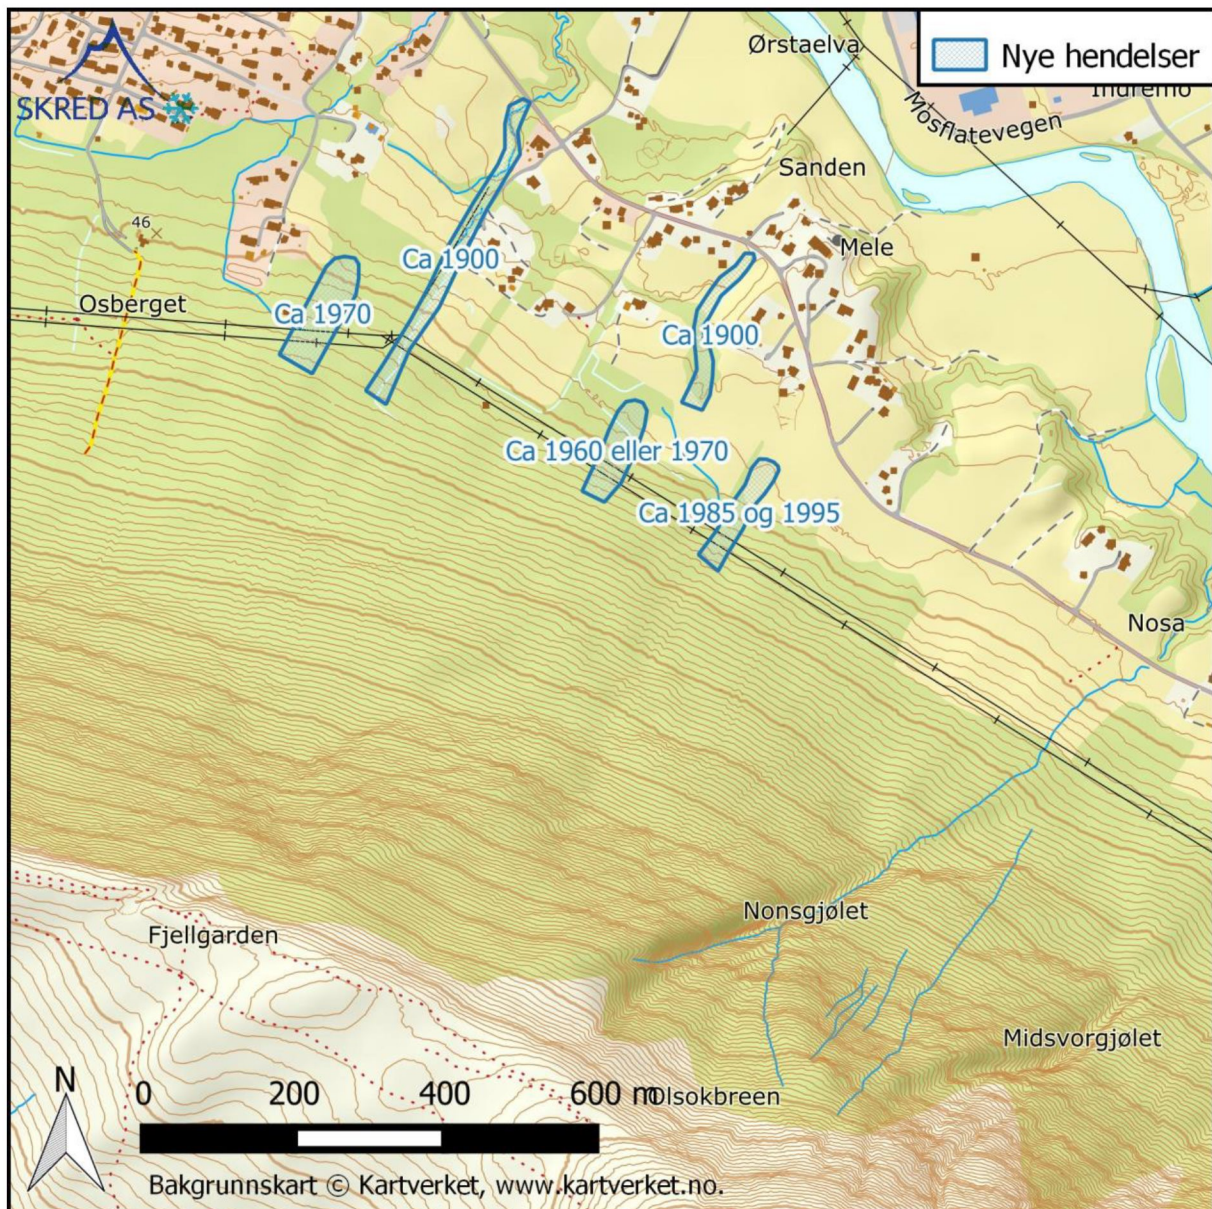 Ørstaelva
Nye hendelser
SKRED AS
Indremo
Mosflatevegen
Sanden
46
Mele
Ca 1900
Osberget
Ca 1970
Ca 1900
Ca 1960 eller 1970
Ca 1985 og 1995
Nosa
Nonsgjølet
Fjellgarden
Midsvorgjølet
N
0 200 400 600 m
Olsokbreen
Bakgrunnskart © Kartverket, www.kartverket.no.